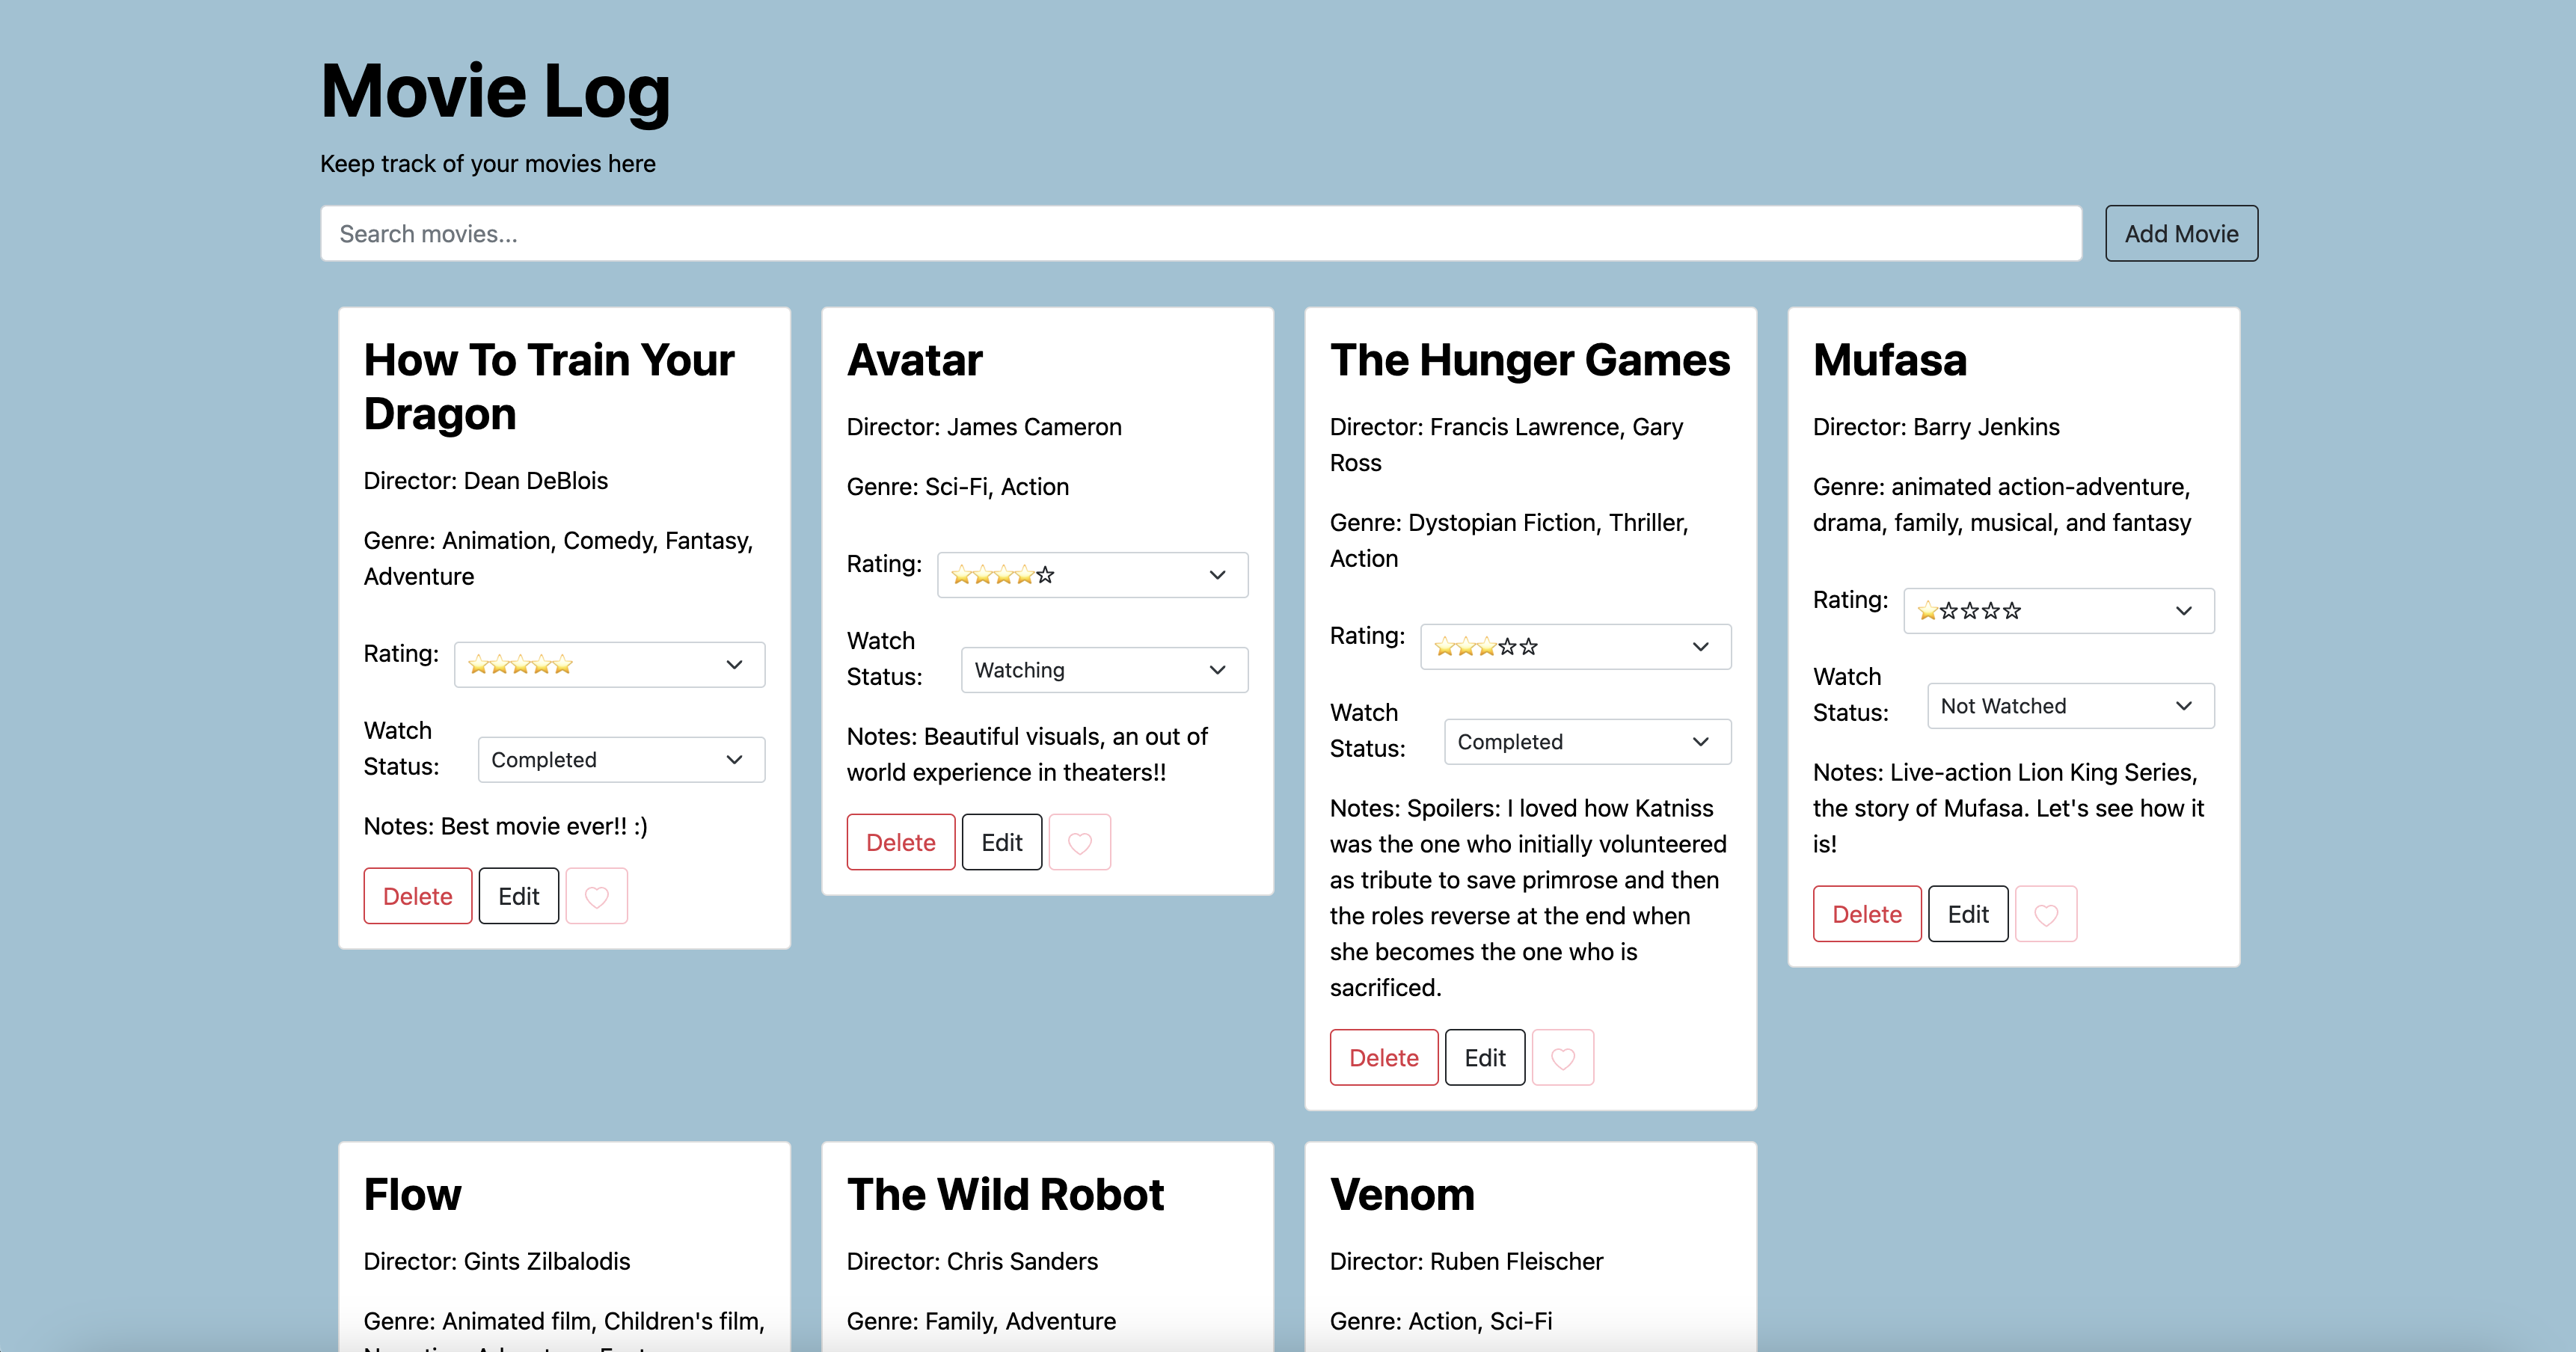 Movie Log
Keep track of your movies here
Search movies...
Add Movie
How To Train Your
Dragon
Director: Dean DeBlois
Genre: Animation, Comedy, Fantasy,
Adventure
Rating: ⭐⭐⭐⭐⭐
Watch
Status:
Completed
Notes: Best movie ever!! :)
Delete
Edit
Avatar
Director: James Cameron
Genre: Sci-Fi, Action
Rating: ⭐⭐⭐⭐☆
Watch
Status:
Watching
Notes: Beautiful visuals, an out of
world experience in theaters!!
Delete
Edit
The Hunger Games
Director: Francis Lawrence, Gary
Ross
Genre: Dystopian Fiction, Thriller,
Action
Rating: ⭐⭐⭐☆☆
Watch
Status:
Completed
Notes: Spoilers: I loved how Katniss
was the one who initially volunteered
as tribute to save primrose and then
the roles reverse at the end when
she becomes the one who is
sacrificed.
Delete
Edit
Mufasa
Director: Barry Jenkins
Genre: animated action-adventure,
drama, family, musical, and fantasy
Rating: ⭐☆☆☆☆
Watch
Status:
Not Watched
Notes: Live-action Lion King Series,
the story of Mufasa. Let's see how it
is!
Delete
Edit
Flow
Director: Gints Zilbalodis
Genre: Animated film, Children's film,
The Wild Robot
Director: Chris Sanders
Genre: Family, Adventure
Venom
Director: Ruben Fleischer
Genre: Action, Sci-Fi